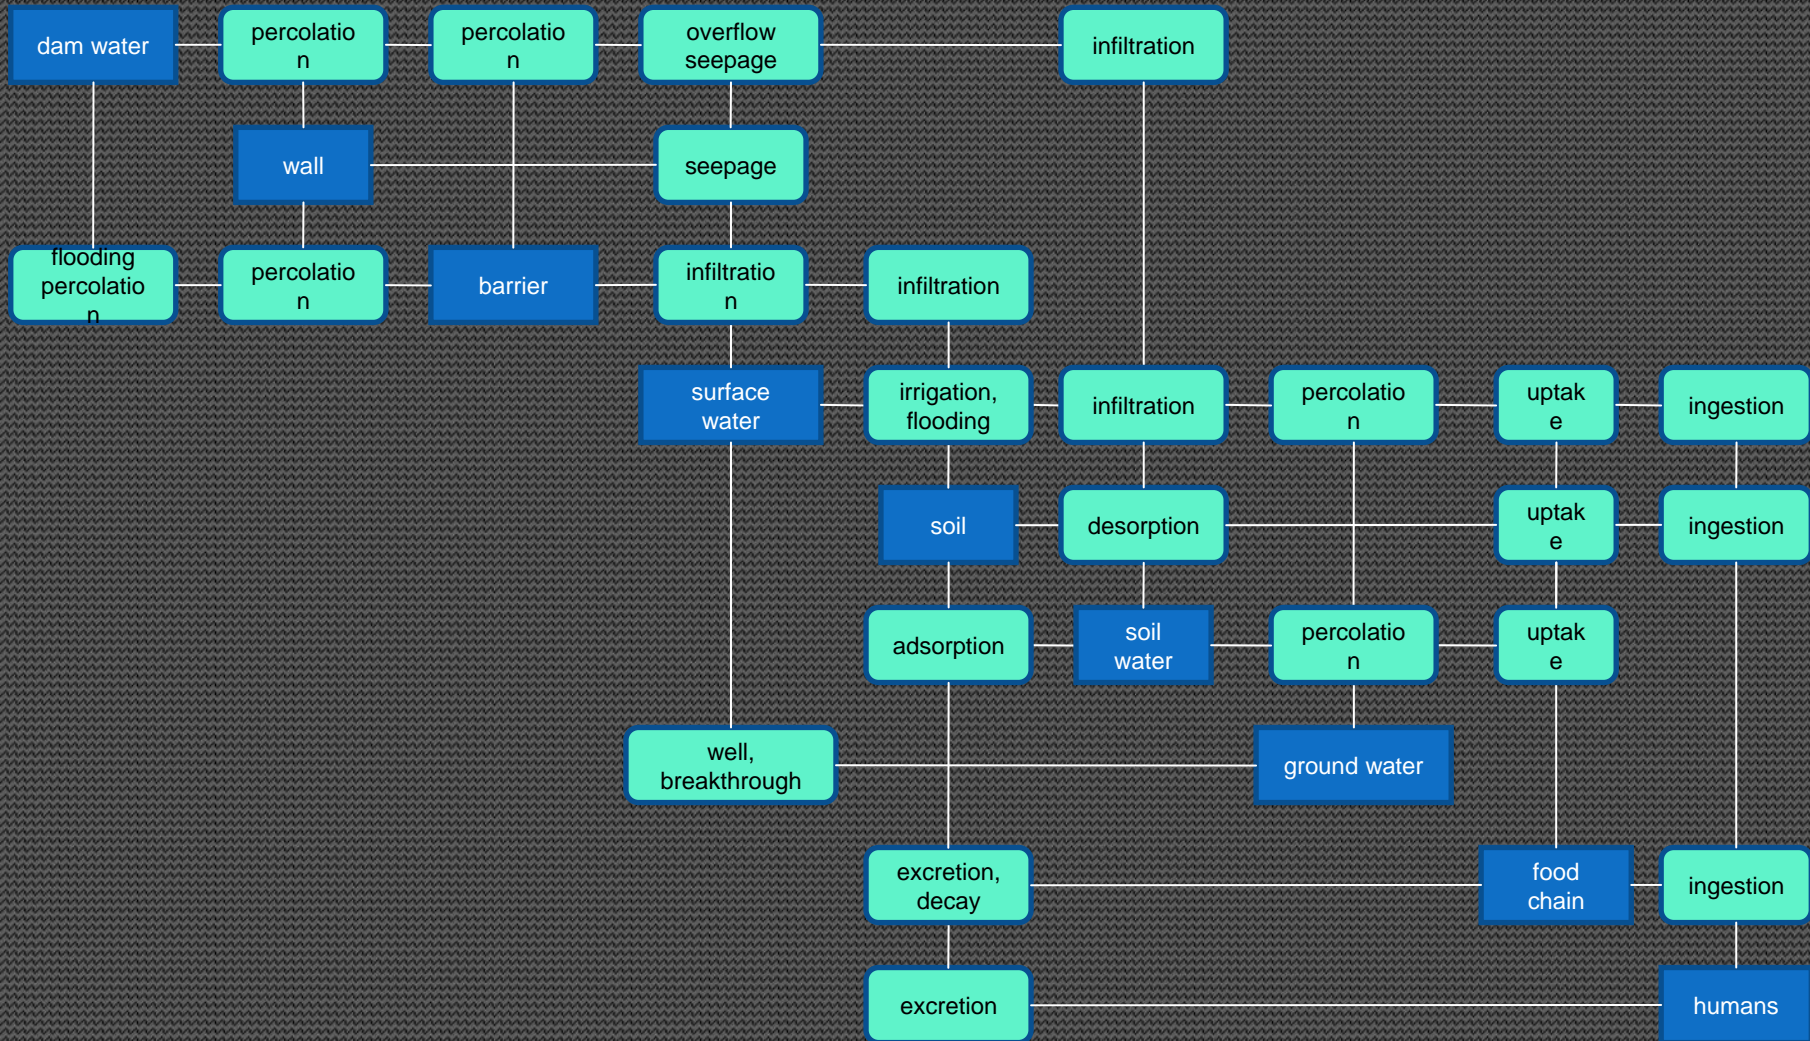 dam water
percolatio
n
percolatio
n
overflow
seepage
infiltration
wall
seepage
flooding
percolatio
n
percolatio
n
barrier
infiltratio
n
infiltration
surface
water
irrigation,
flooding
infiltration
percolatio
n
uptak
e
ingestion
soil
desorption
uptak
e
ingestion
adsorption
soil
water
percolatio
n
uptak
e
well,
breakthrough
ground water
excretion,
decay
food
chain
ingestion
excretion
humans